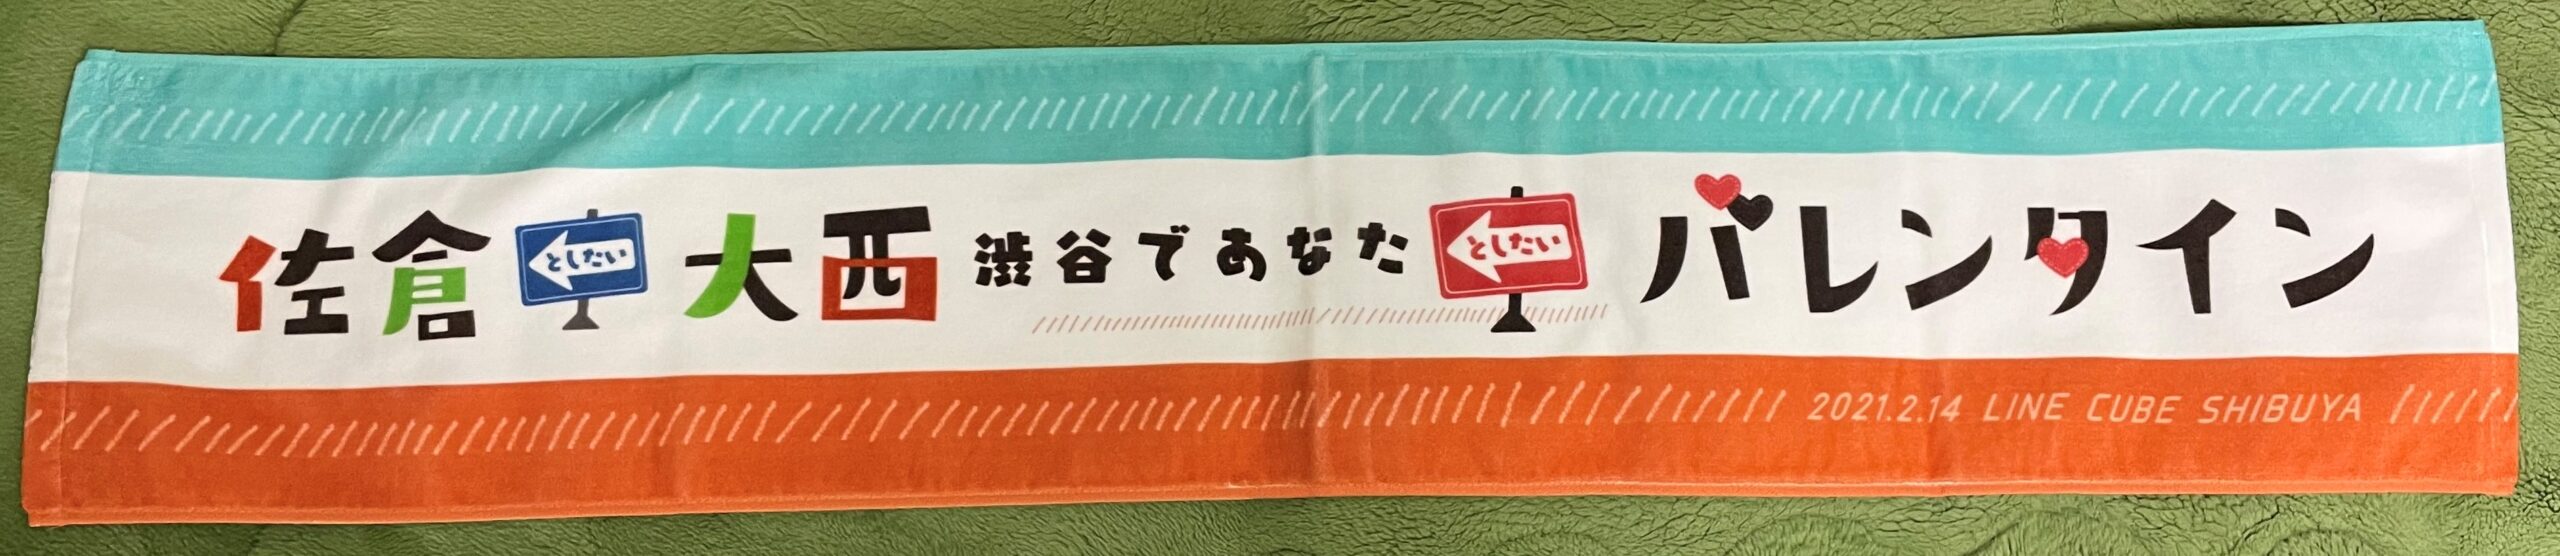 佐倉としたい大西 渋谷であなたとしたいバレンタイン
2021.2.14 LINE CUBE SHIBUYA